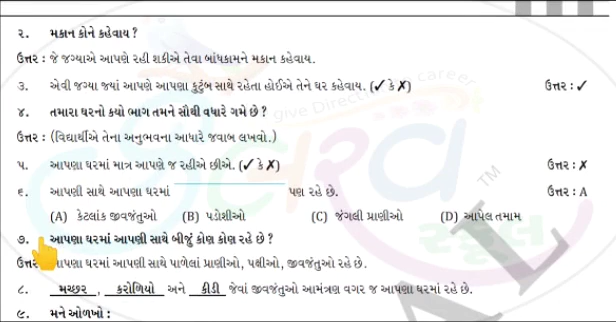 ૨. મકાન કોને કહેવાય ?
ઉત્તર : જે જગ્યાએ આપણે રહી શકીએ તેવા બાંધકામને મકાન કહેવાય.
૩. એવી જગ્યા જ્યાં આપણે આપણા કુટુંબ સાથે રહેતા હોઈએ તેને ઘર કહેવાય. (✓ કે ✗) ઉત્તર : ✓
૪. તમારા ઘરનો કયો ભાગ તમને સૌથી વધારે ગમે છે ?
ઉત્તર : (વિદ્યાર્થીએ તેના અનુભવના આધારે જવાબ લખવો.)
૫. આપણા ઘરમાં માત્ર આપણે જ રહીએ છીએ. (✓ કે ✗) ઉત્તર : ✗
૬. આપણી સાથે આપણા ઘરમાં ____ પણ રહે છે. ઉત્તર : A
(A) કેટલાંક જીવજંતુઓ (B) પડોશીઓ (C) જંગલી પ્રાણીઓ (D) આપેલ તમામ
૭. આપણા ઘરમાં આપણી સાથે બીજું કોણ કોણ રહે છે ?
ઉત્તર આપણા ઘરમાં આપણી સાથે પાળેલાં પ્રાણીઓ, પક્ષીઓ, જીવજંતુઓ રહે છે.
૮. મચ્છર , કરોળિયો અને કીડી જેવાં જીવજંતુઓ આમંત્રણ વગર જ આપણા ઘરમાં રહે છે.
૯. મને ઓળખો :